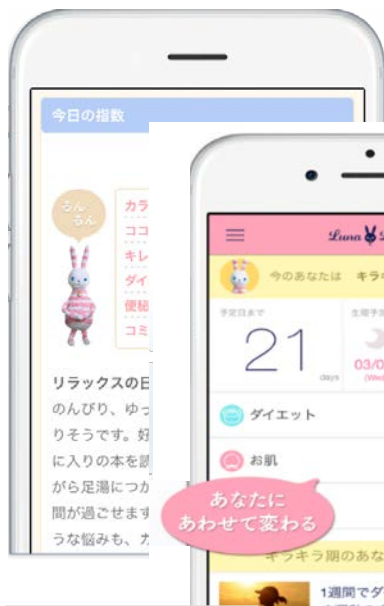 今日の指数
るん
るん
カラ
ココ
キレ
ダイ
便秘
コミ
リラックスの日
のんびり、ゆっ
りそうです。好
に入りの本を読
がら足湯につか
間が過ごせます
うな悩みも、カ
Luna
今のあなたは キラキ
予定日まで
生理予定
21
days
03/0
(Wed
ダイエット
お肌
あなたに
あわせて変わる
キラキラ期のあな
1週間でダ